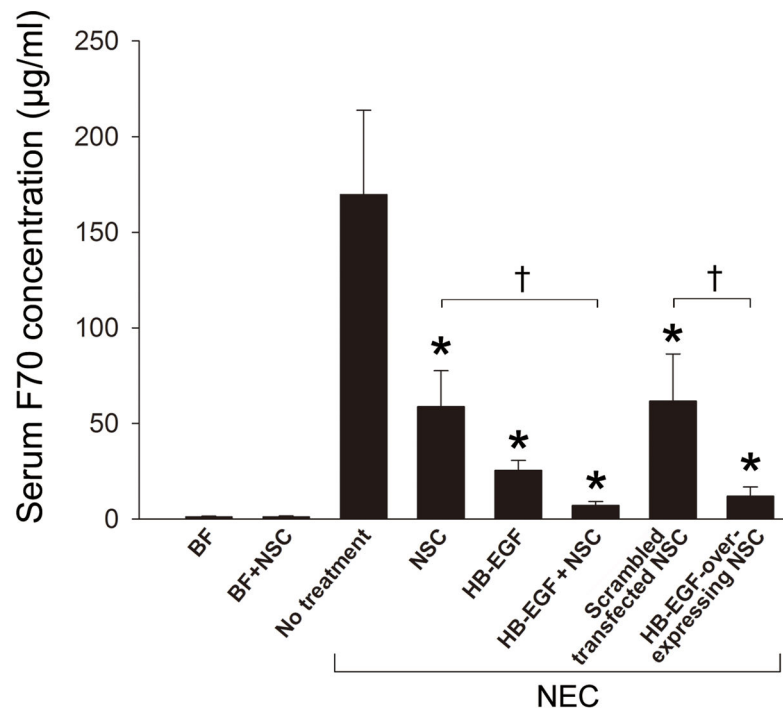 Serum F70 concentration (µg/ml)
250
200
150
100
50
0
†
†
*
*
*
*
*
BF
BF+NSC
No treatment
NSC
HB-EGF
HB-EGF + NSC
Scrambled
transfected NSC
HB-EGF-over-
expressing NSC
NEC